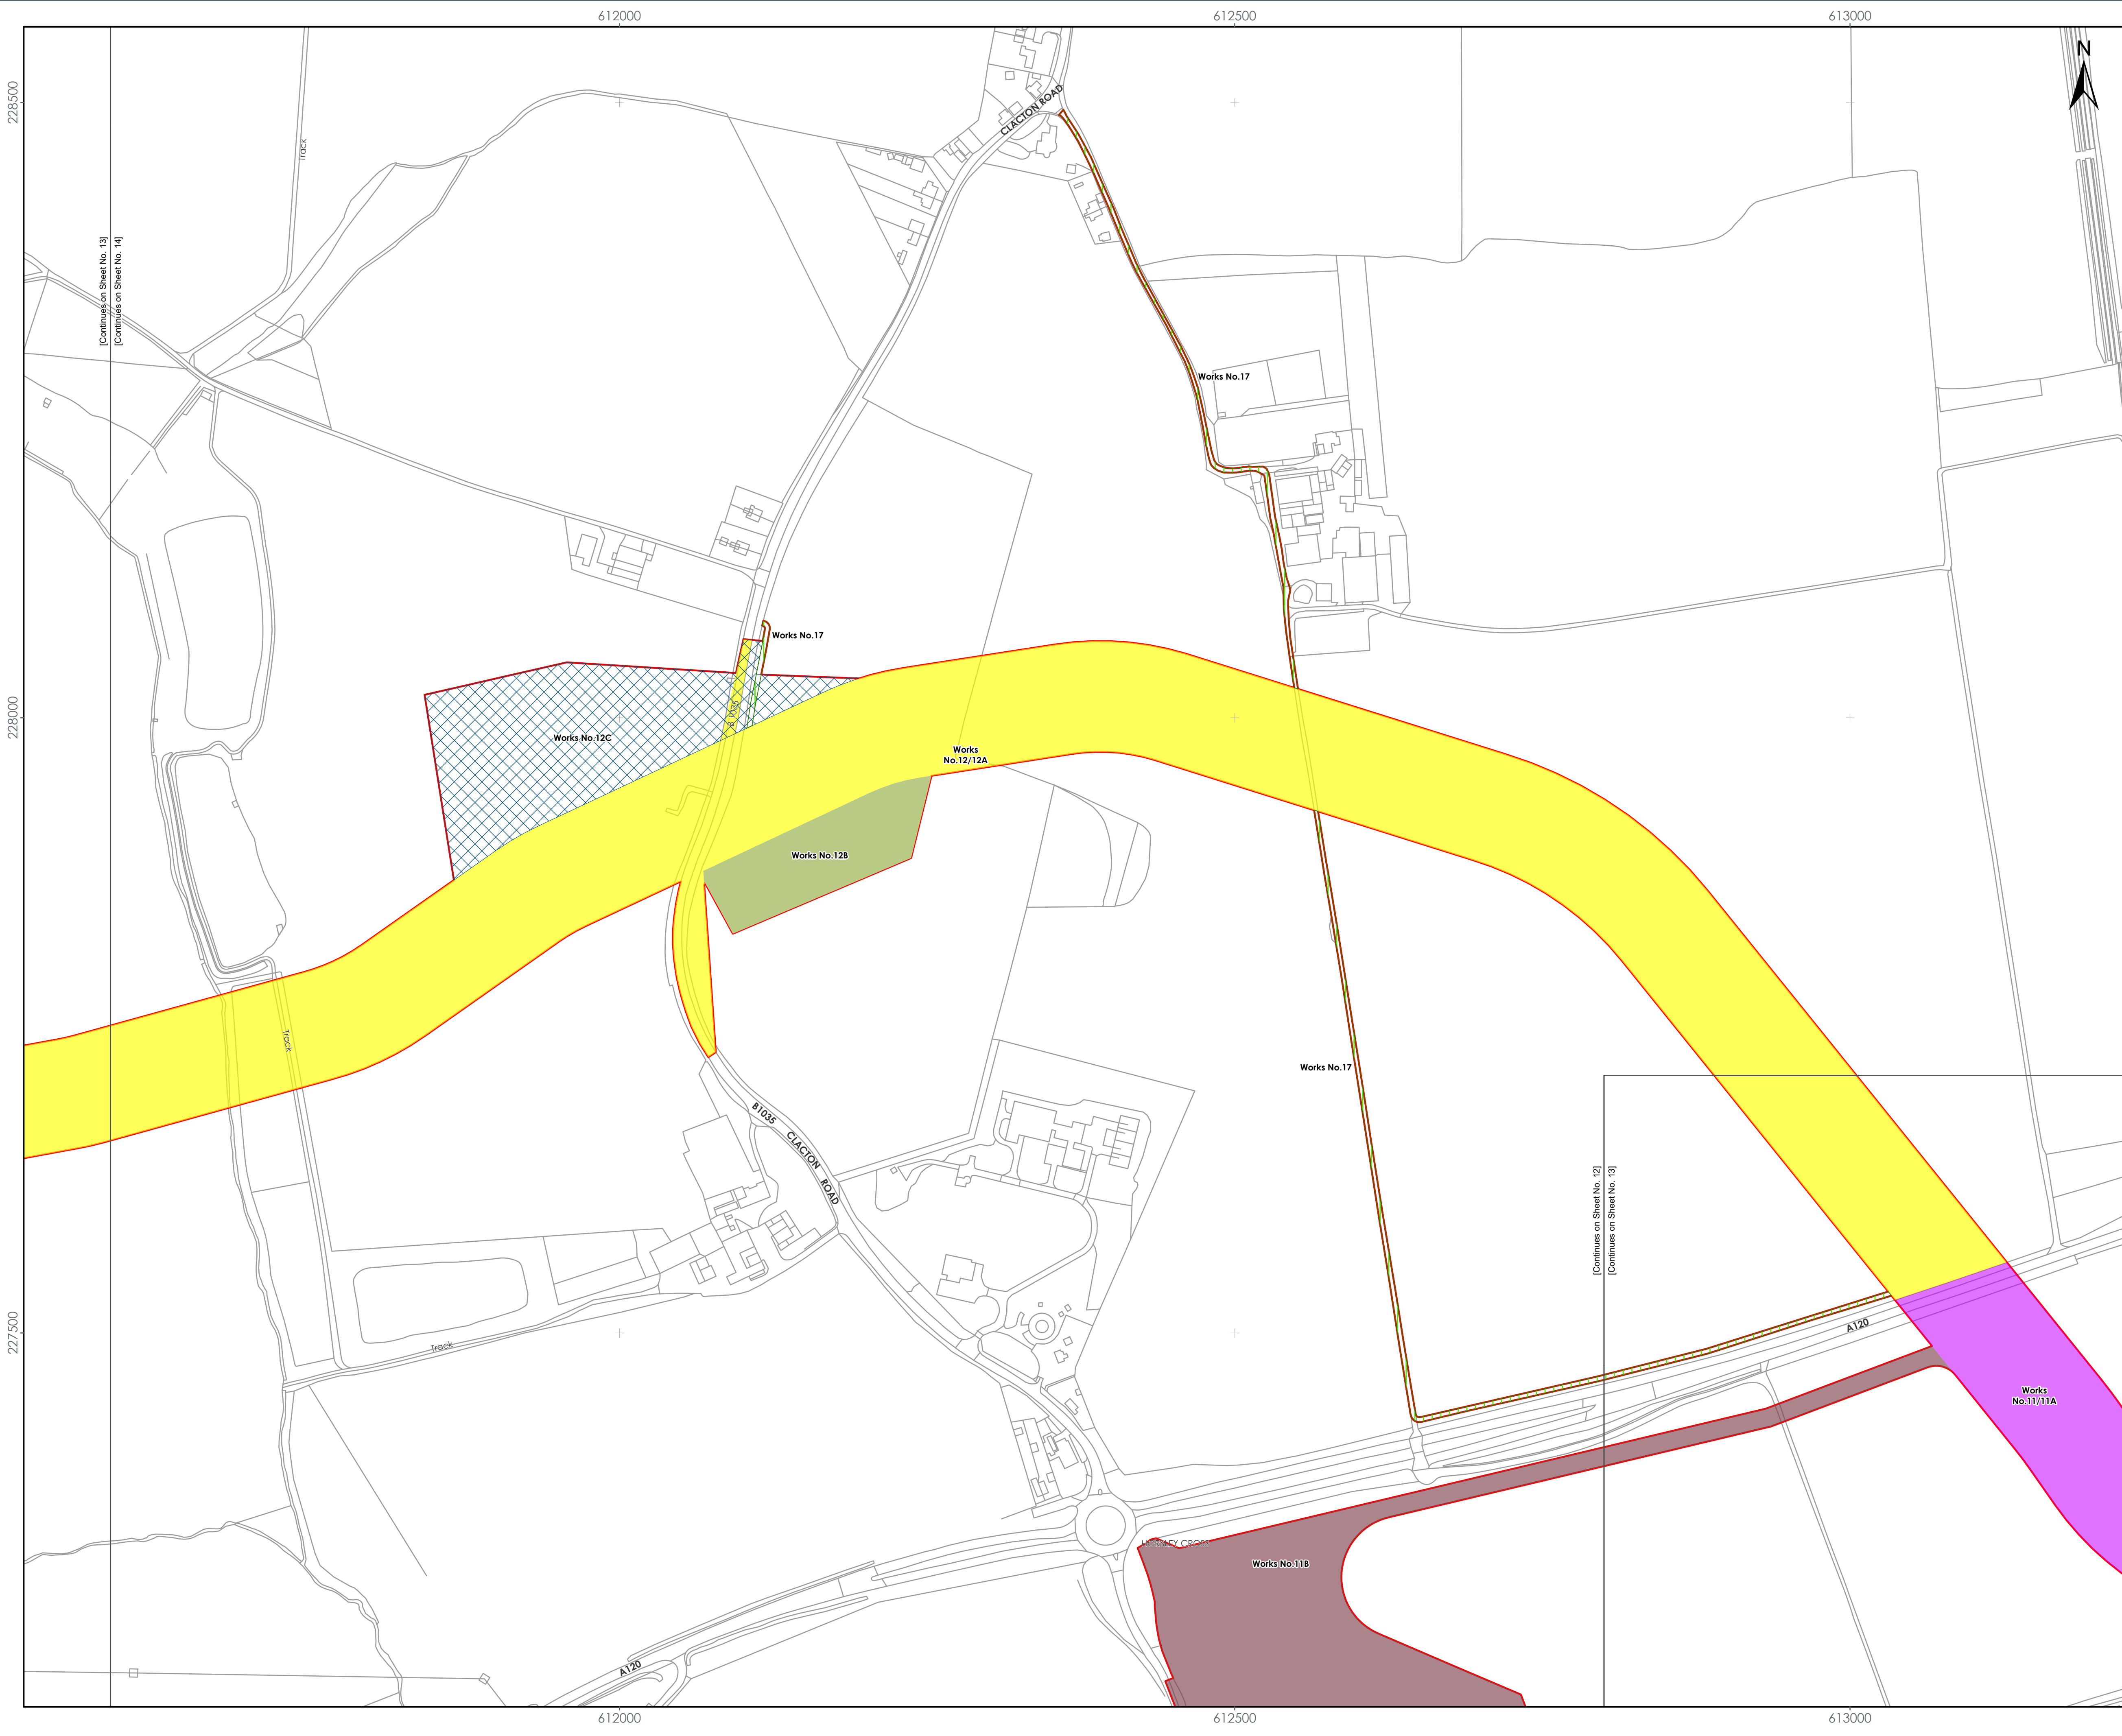 612000
612500
613000
N
228500
CLACTON ROAD
Track
[Continues on Sheet No. 13]
[Continues on Sheet No. 14]
Works No.17
Works No.17
228000
B 1035
Works No.12C
Works
No.12/12A
Works No.12B
Track
Works No.17
B1035
CLACTON
ROAD
[Continues on Sheet No. 12]
[Continues on Sheet No. 13]
227500
A120
Track
Works
No.11/11A
Works No.11B
A120
612000
612500
613000